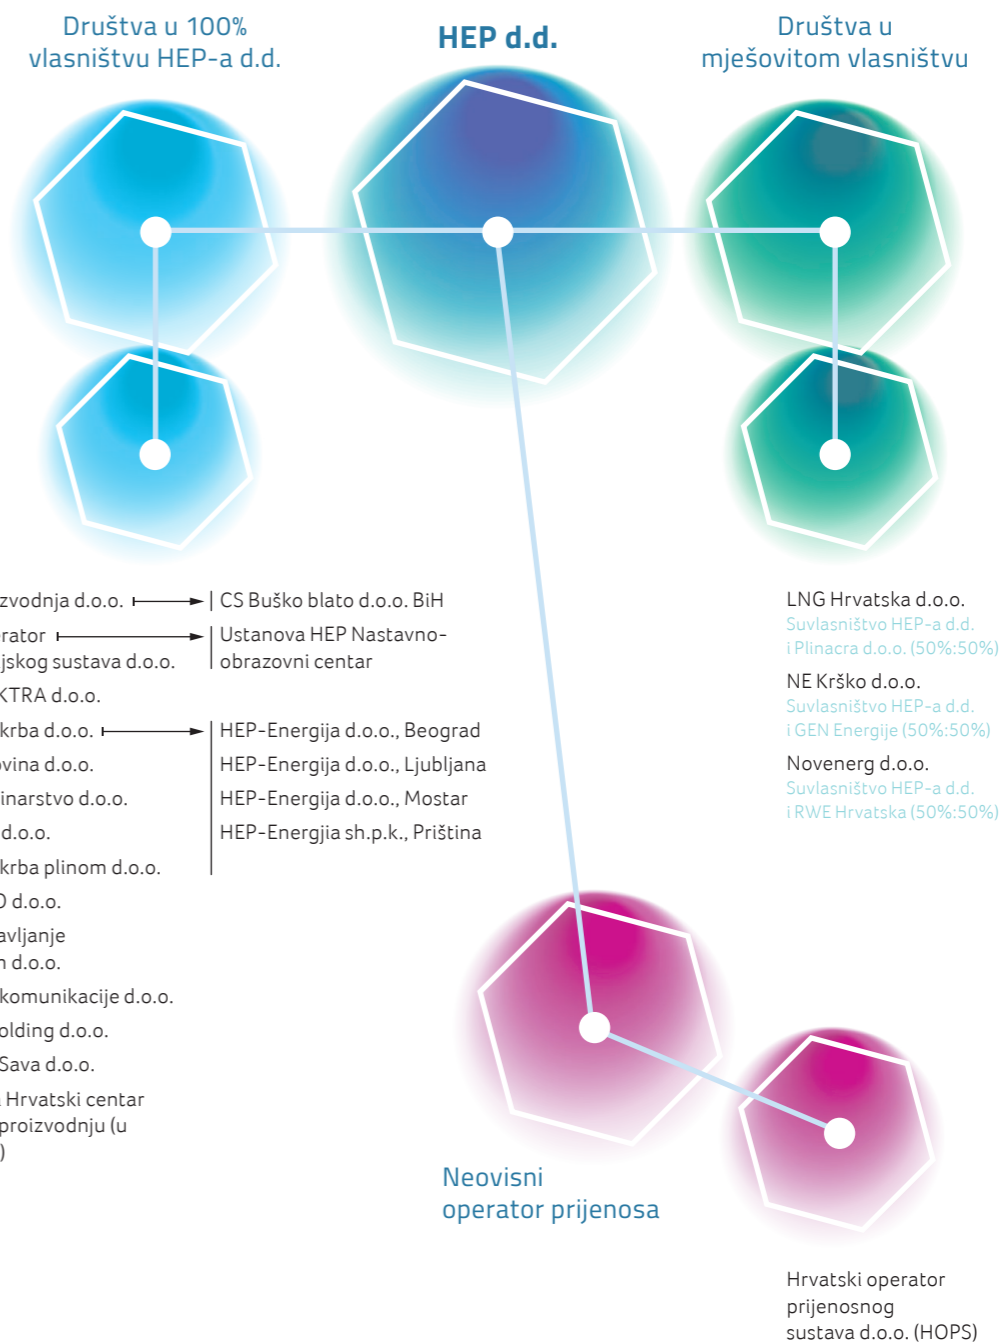 Društva u 100%
vlasništvu HEP-a d.d.
HEP d.d.
Društva u
mješovitom vlasništvu
zvodnja d.o.o.
CS Buško blato d.o.o. BiH
erator
jskog sustava d.o.o.
Ustanova HEP Nastavno-
obrazovni centar
KTRA d.o.o.
krba d.o.o.
ovina d.o.o.
inarstvo d.o.o.
d.o.o.
krba plinom d.o.o.
HEP-Energija d.o.o., Beograd
HEP-Energija d.o.o., Ljubljana
HEP-Energija d.o.o., Mostar
HEP-Energjia sh.p.k., Priština
O d.o.o.
avljanje
n d.o.o.
komunikacije d.o.o.
olding d.o.o.
Sava d.o.o.
a Hrvatski centar
proizvodnju (u
)
LNG Hrvatska d.o.o.
Suvlasništvo HEP-a d.d.
i Plinacra d.o.o. (50%:50%)
NE Krško d.o.o.
Suvlasništvo HEP-a d.d.
i GEN Energije (50%:50%)
Novenerg d.o.o.
Suvlasništvo HEP-a d.d.
i RWE Hrvatska (50%:50%)
Neovisni
operator prijenosa
Hrvatski operator
prijenosnog
sustava d.o.o. (HOPS)